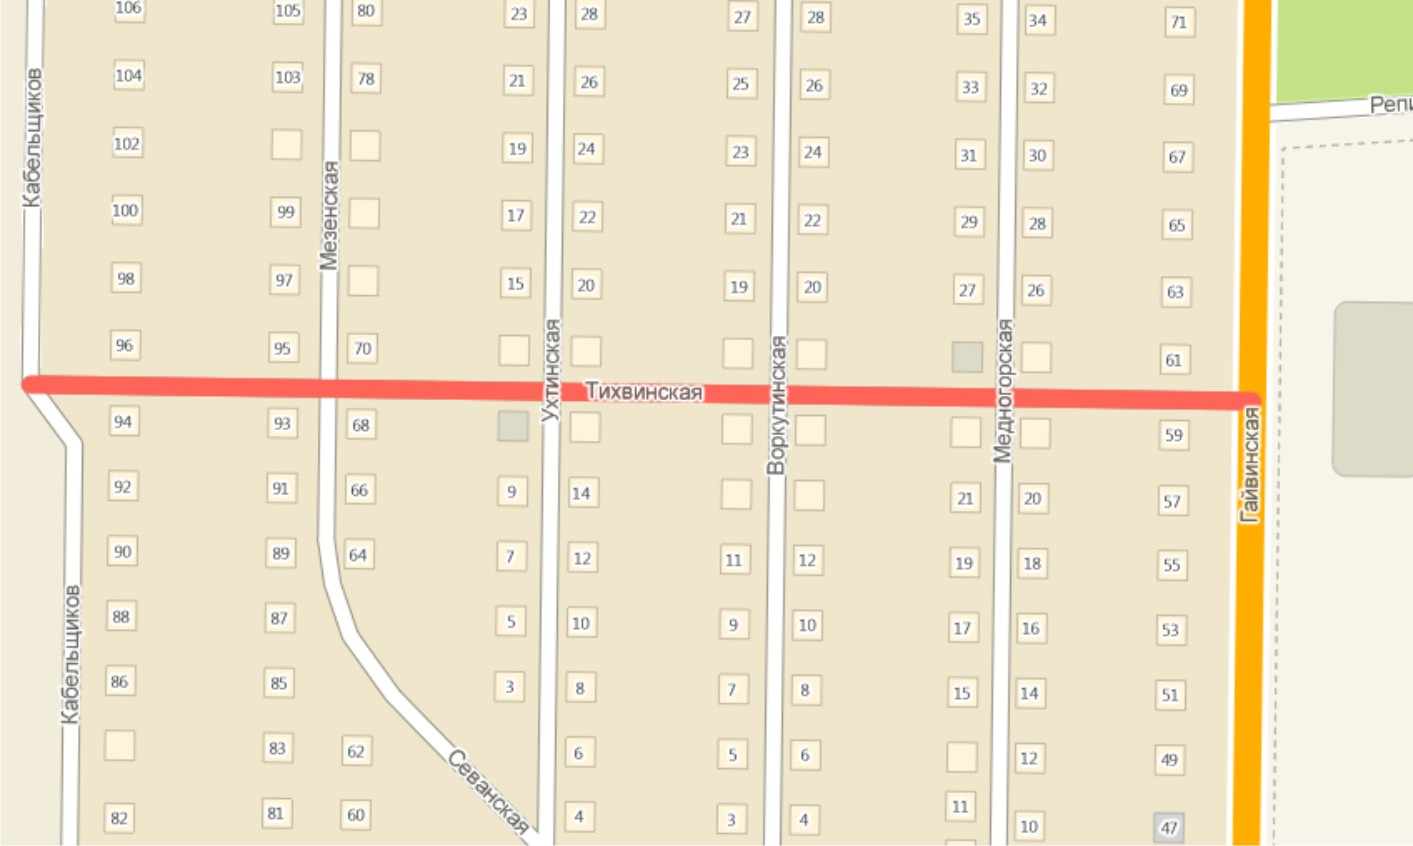 106 105 80 23 28 27 28 35 34 71
104 103 78 21 26 25 26 33 32 69
Репи
Кабельщиков
102 19 24 23 24 31 30 67
Мезенская
100 99 17 22 21 22 29 28 65
98 97 15 20 19 20 27 26 63
96 95 70 61
Ухтинская
Тихвинская
Воркутинская
Медногорская
94 93 68 59
Гайвинская
92 91 66 9 14 21 20 57
90 89 64 7 12 11 12 19 18 55
88 87 5 10 9 10 17 16 53
Кабельщиков
86 85 3 8 7 8 15 14 51
83 62 6 5 6 12 49
Севанская
82 81 60 4 3 4 11 10 47